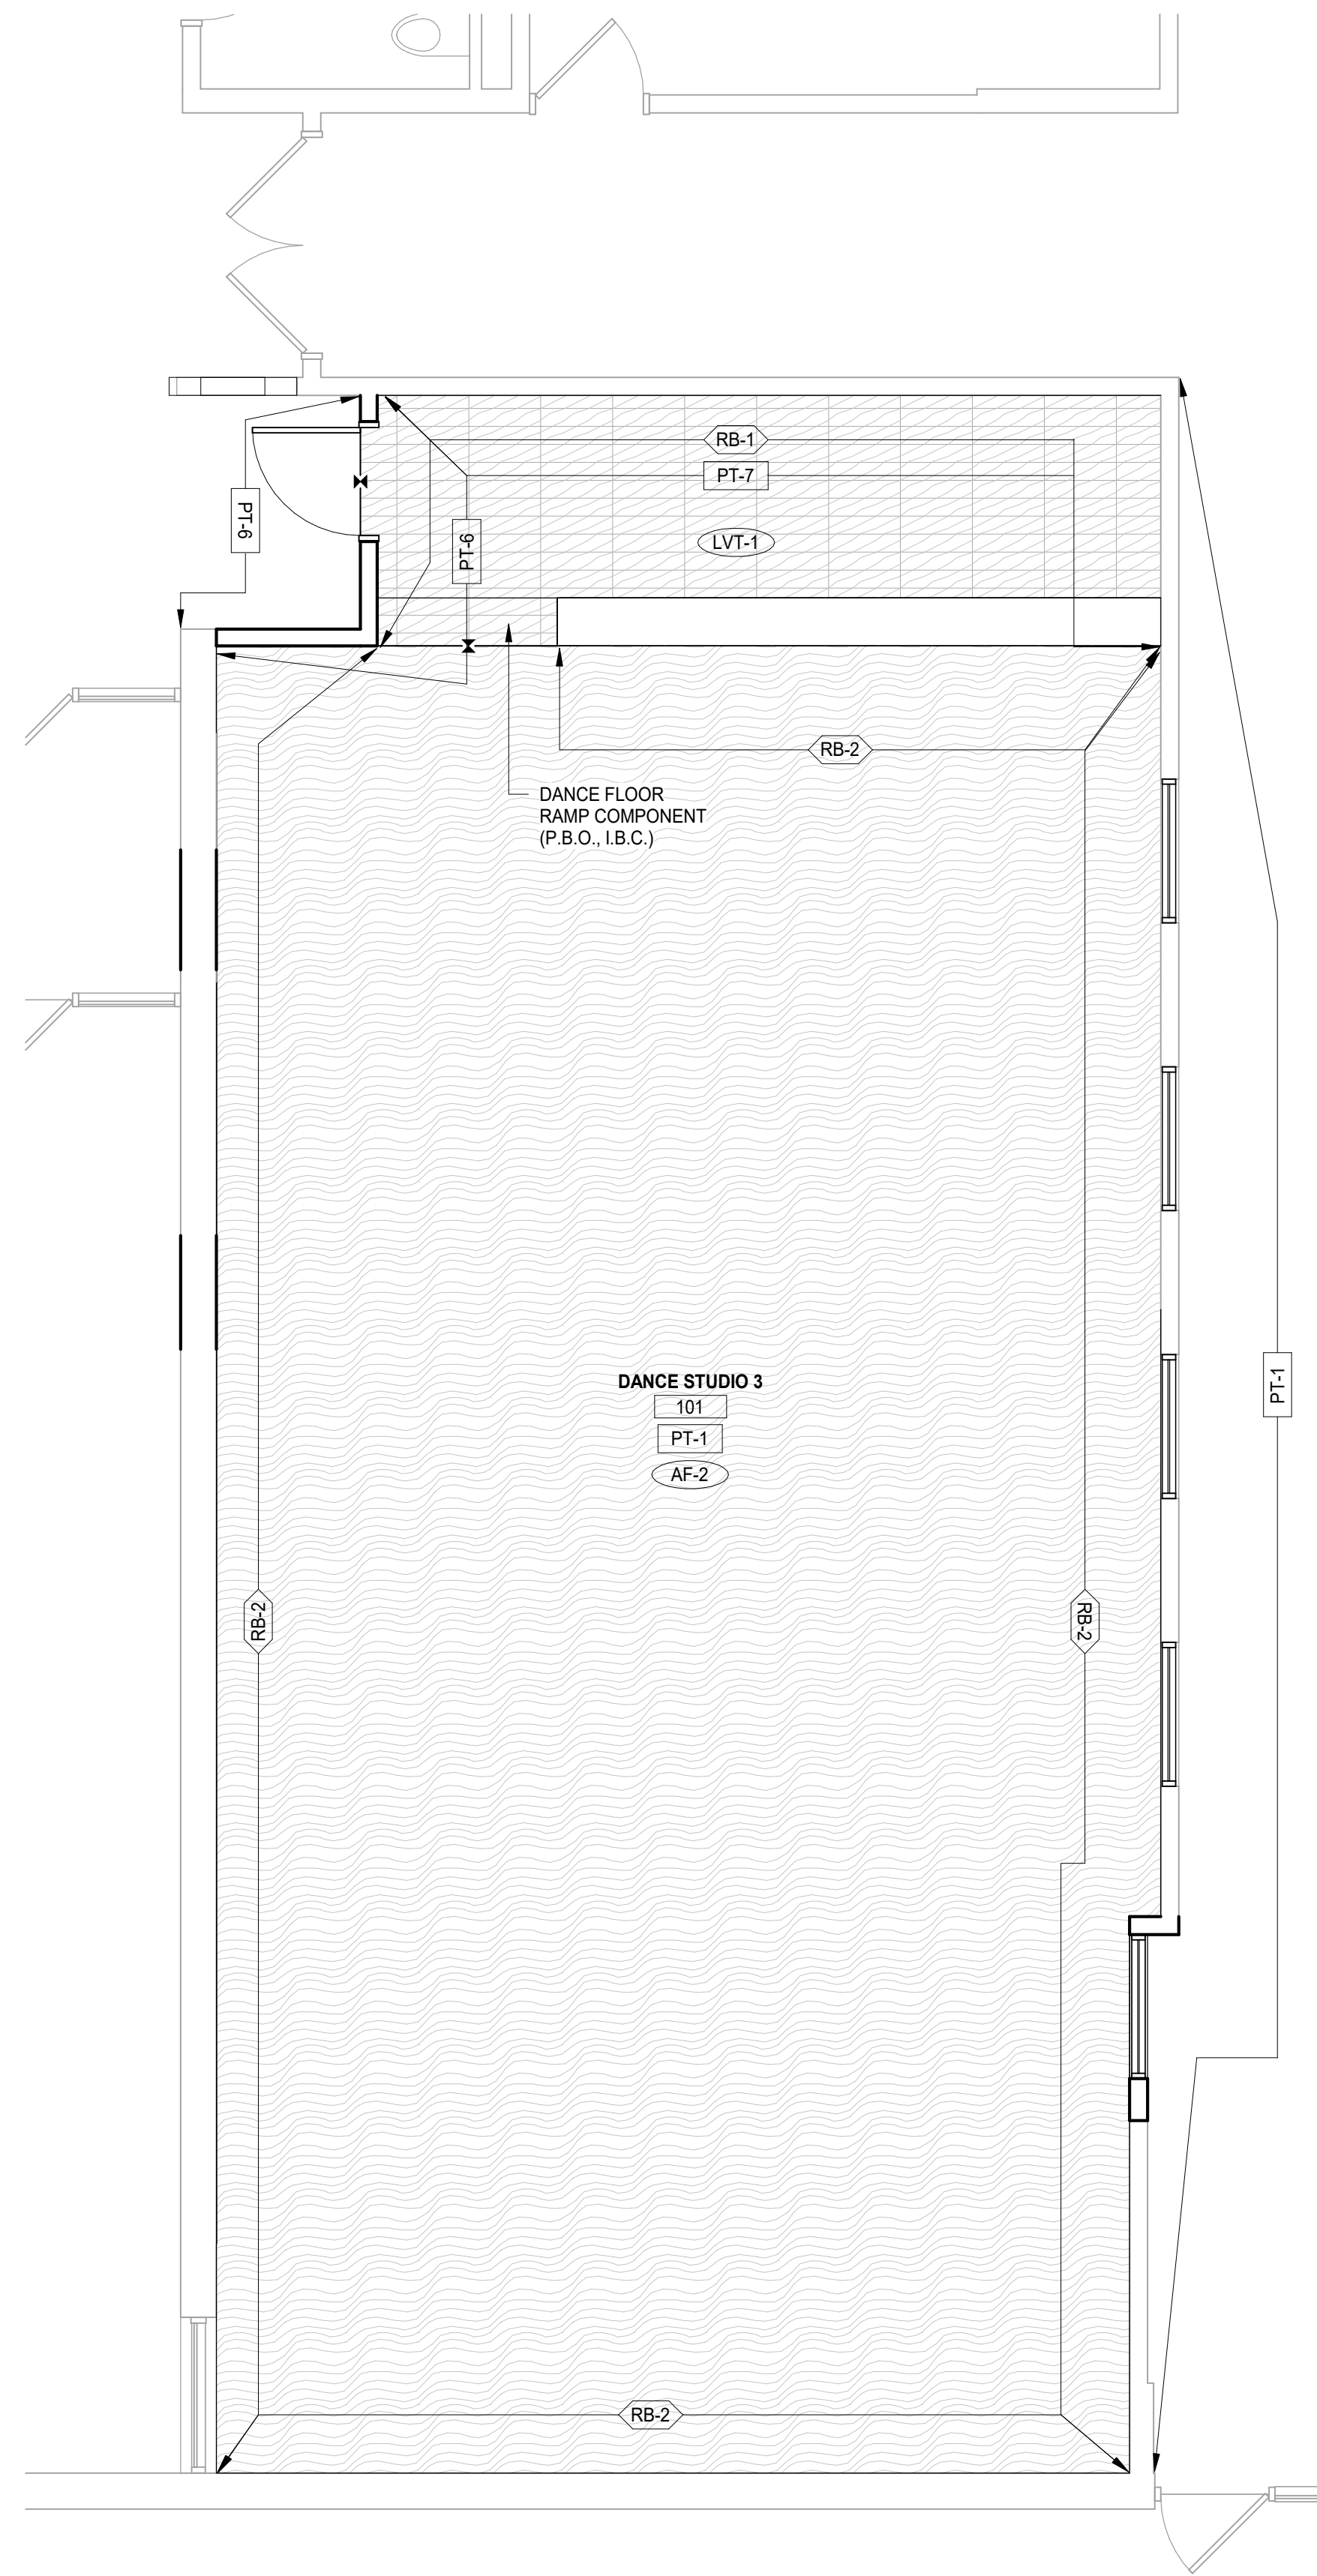 RB-1
PT-7
PT-6
PT-6
LVT-1
RB-2
DANCE FLOOR
RAMP COMPONENT
(P.B.O., I.B.C.)
DANCE STUDIO 3
101
PT-1
AF-2
PT-1
RB-2
RB-2
RB-2